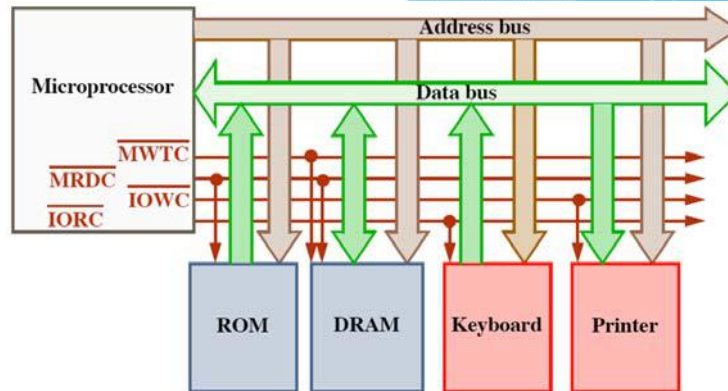 Address bus
Microprocessor
Data bus
MWTC
MRDC
IOWC
IORC
ROM
DRAM
Keyboard
Printer